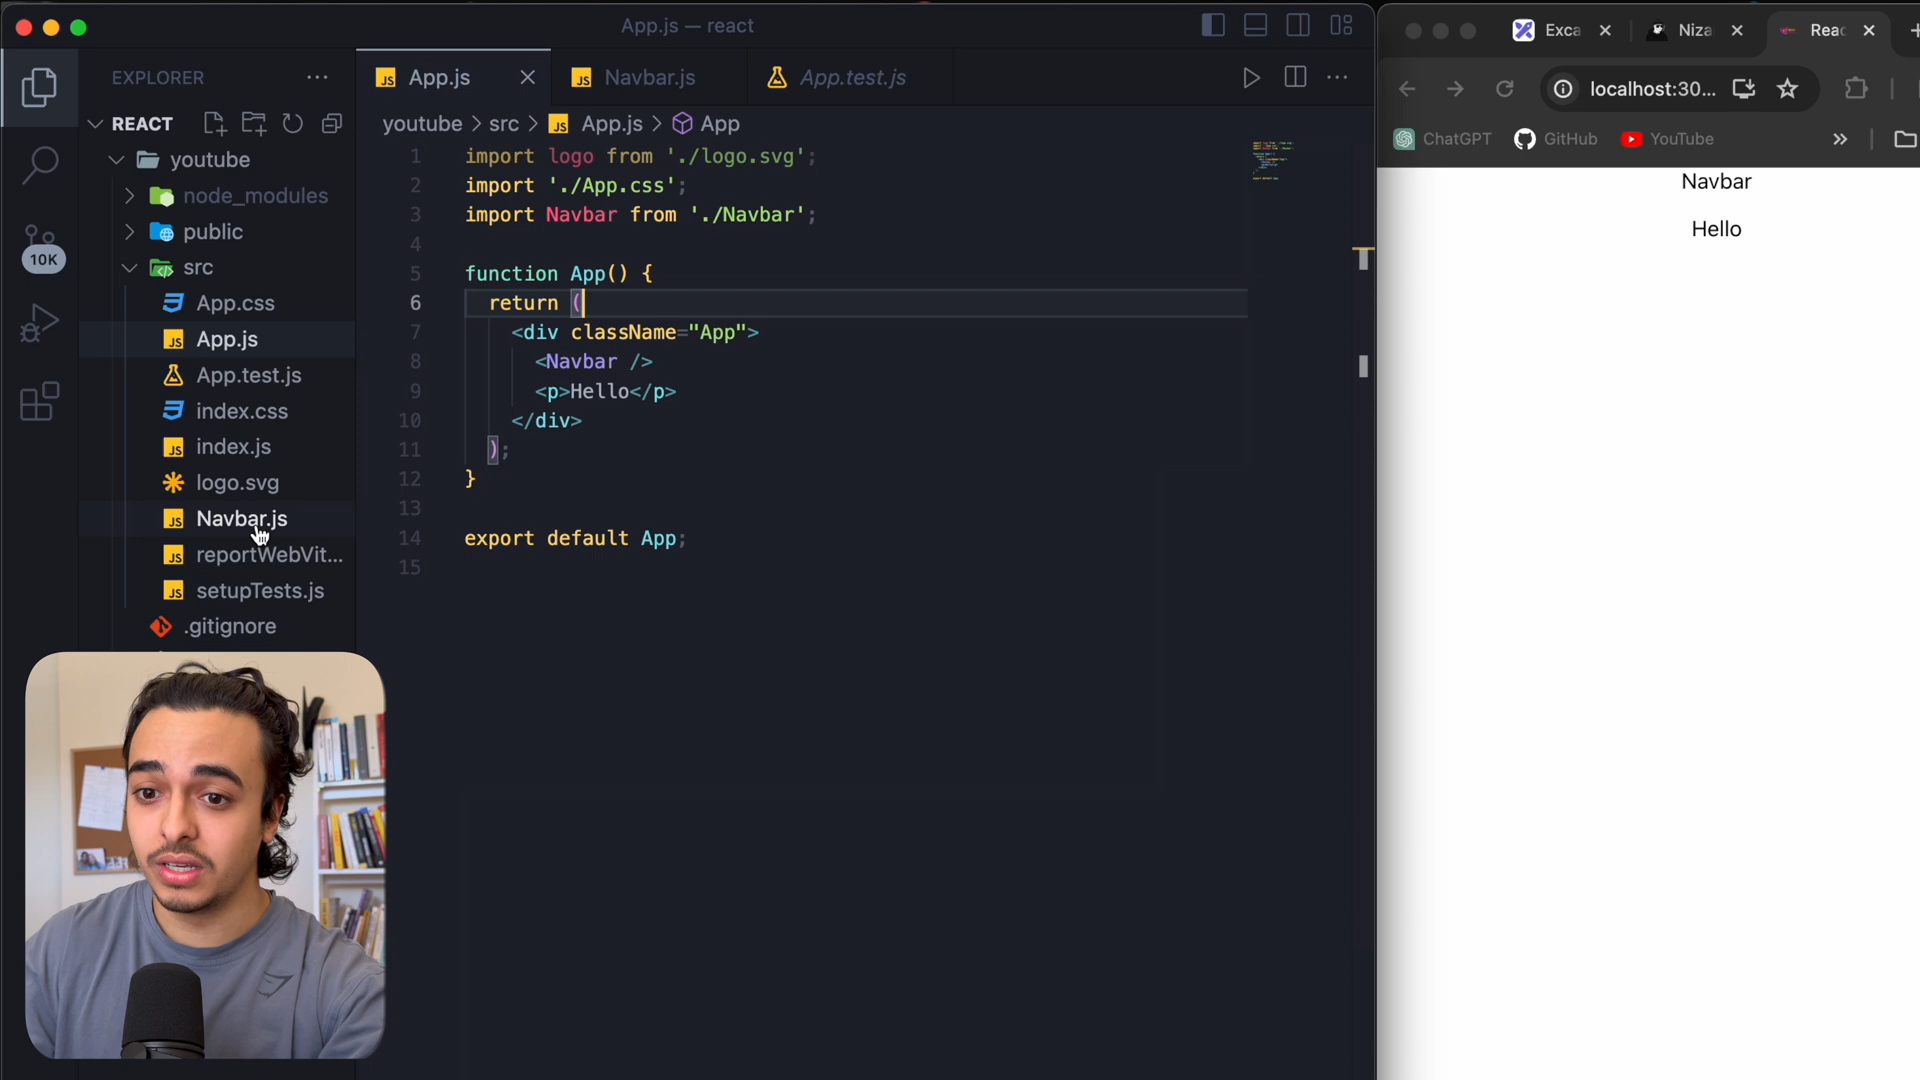 App.js — react
EXPLORER
REACT
youtube
node_modules
public
src
App.css
App.js
App.test.js
index.css
index.js
logo.svg
Navbar.js
reportWebVit...
setupTests.js
.gitignore
10K
App.js
Navbar.js
App.test.js
youtube > src > JS App.js > App
1 import logo from './logo.svg';
2 import './App.css';
3 import Navbar from './Navbar';
4
5 function App() {
6 return (
7 <div className="App">
8 <Navbar />
9 <p>Hello</p>
10 </div>
11 );
12 }
13
14 export default App;
15
Exca
Niza
Reac
localhost:30...
ChatGPT
GitHub
YouTube
Navbar
Hello